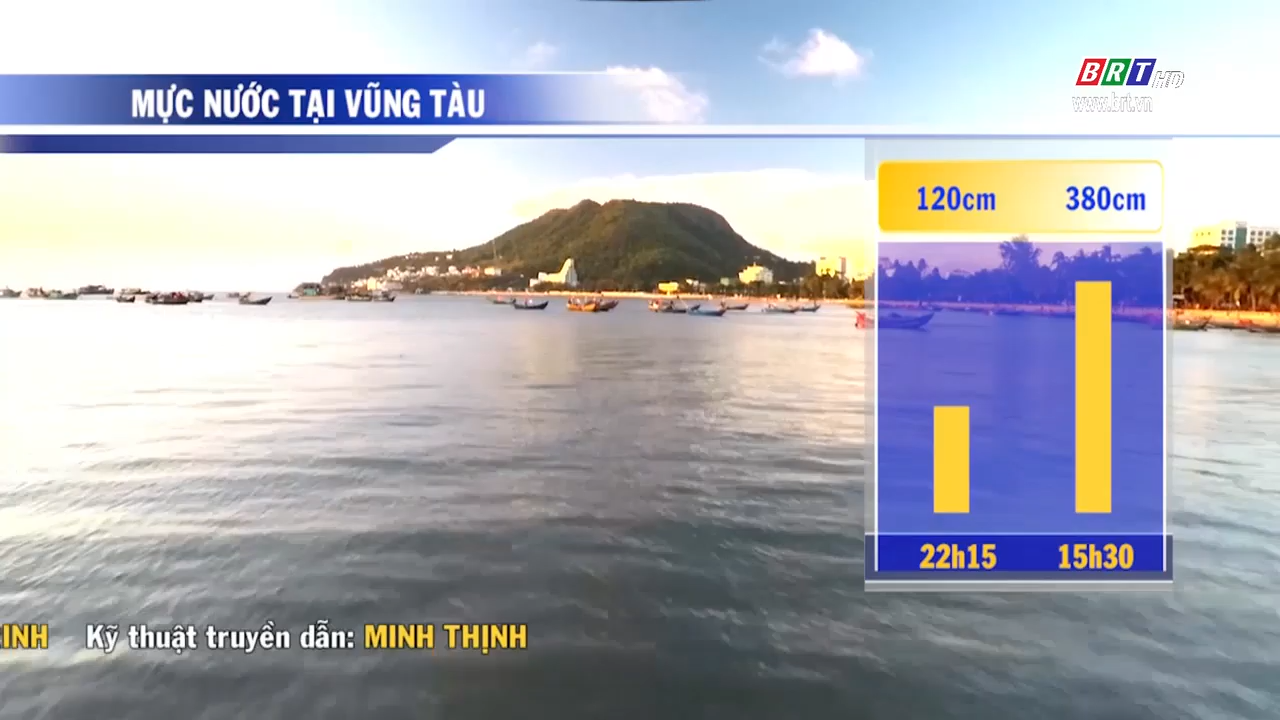 BRT HD
www.brt.vn
MỰC NƯỚC TẠI VŨNG TÀU
120cm 380cm
22h15 15h30
INH Kỹ thuật truyền dẫn: MINH THỊNH